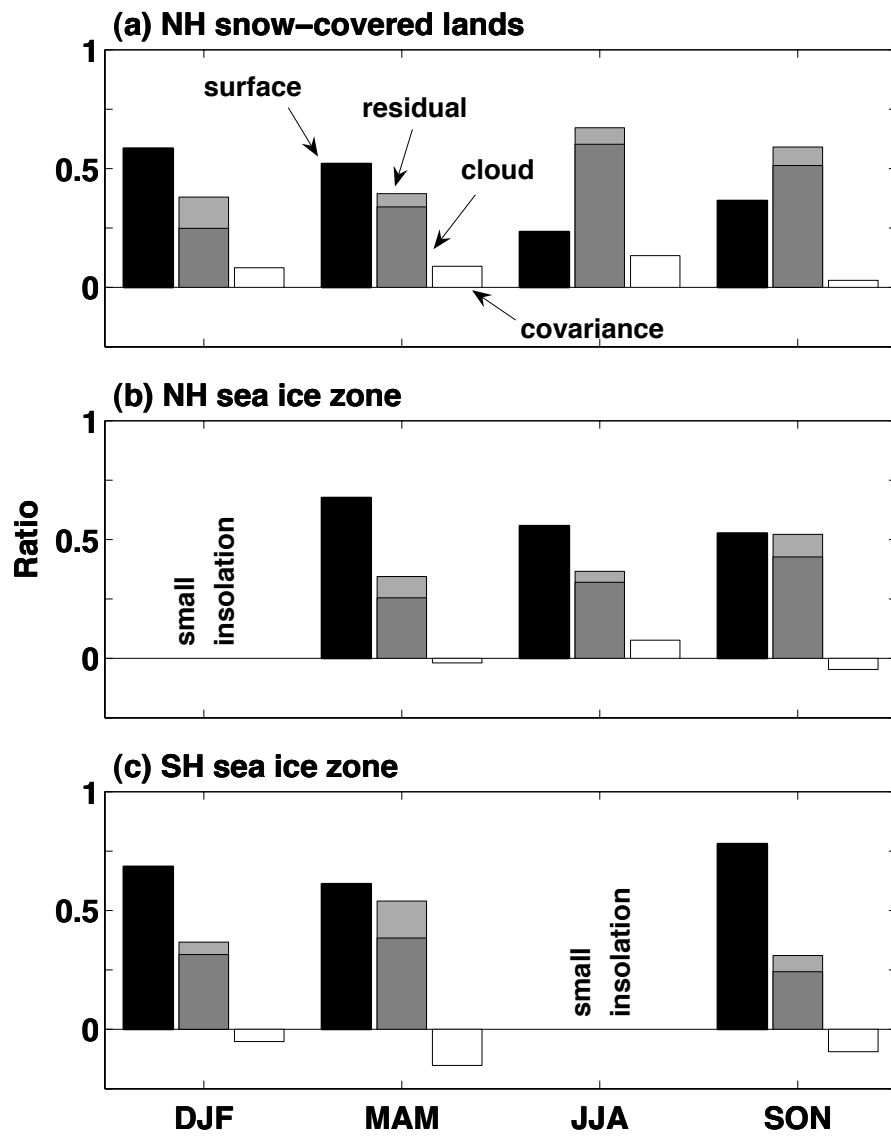 (a) NH snow−covered lands
1
0.5
0
surface
residual
cloud
covariance
(b) NH sea ice zone
1
0.5
0
Ratio
small
insolation
(c) SH sea ice zone
1
0.5
0
small
insolation
DJF
MAM
JJA
SON